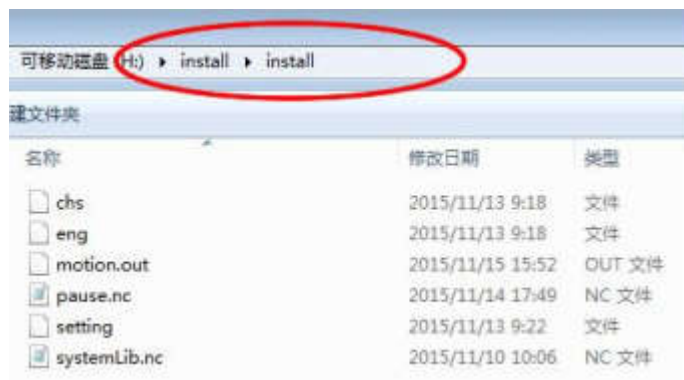 可移动磁盘 (H:) ▸ install ▸ install
建文件夹
名称 修改日期 类型
chs 2015/11/13 9:18 文件
eng 2015/11/13 9:18 文件
motion.out 2015/11/15 15:52 OUT 文件
pause.nc 2015/11/14 17:49 NC 文件
setting 2015/11/13 9:22 文件
systemLib.nc 2015/11/10 10:06 NC 文件